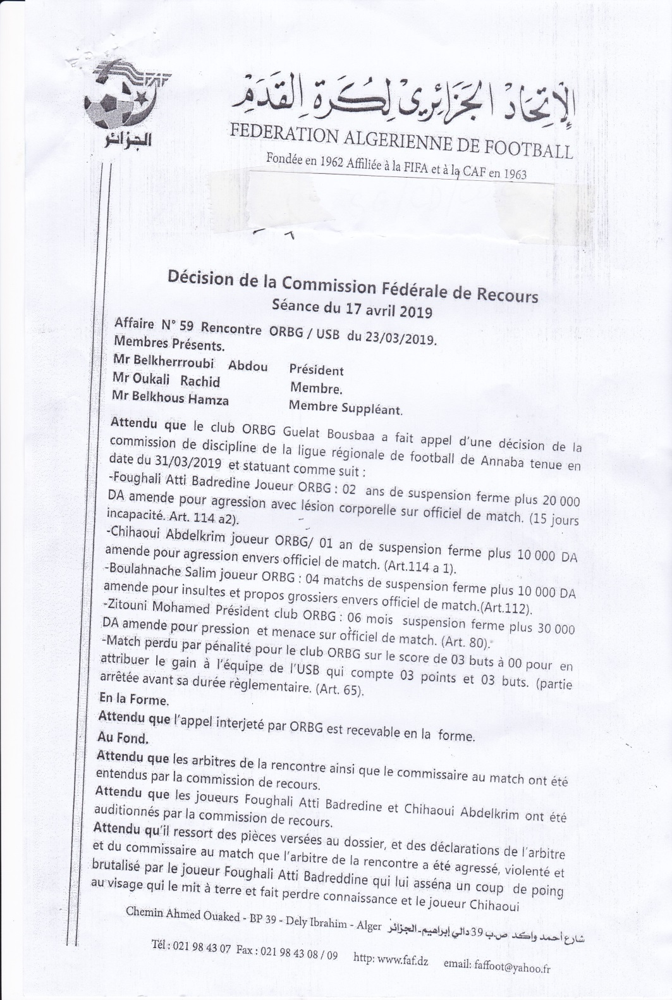 FAF
الجزائر
الإِتِّحَادُ الجَزَائِرِي لِكُرَةِ القَدَمِ
FEDERATION ALGERIENNE DE FOOTBALL
Fondée en 1962 Affiliée à la FIFA et à la CAF en 1963
Décision de la Commission Fédérale de Recours
Séance du 17 avril 2019
Affaire N° 59 Rencontre ORBG / USB du 23/03/2019.
Membres Présents.
Mr Belkherrroubi Abdou Président
Mr Oukali Rachid Membre.
Mr Belkhous Hamza Membre Suppléant.
Attendu que le club ORBG Guelat Bousbaa a fait appel d'une décision de la
commission de discipline de la ligue régionale de football de Annaba tenue en
date du 31/03/2019 et statuant comme suit :
-Foughali Atti Badredine Joueur ORBG : 02 ans de suspension ferme plus 20 000
DA amende pour agression avec lésion corporelle sur officiel de match. (15 jours
incapacité. Art. 114 a2).
-Chihaoui Abdelkrim joueur ORBG/ 01 an de suspension ferme plus 10 000 DA
amende pour agression envers officiel de match. (Art.114 a 1).
-Boulahnache Salim joueur ORBG : 04 matchs de suspension ferme plus 10 000 DA
amende pour insultes et propos grossiers envers officiel de match.(Art.112).
-Zitouni Mohamed Président club ORBG : 06 mois suspension ferme plus 30 000
DA amende pour pression et menace sur officiel de match. (Art. 80).
-Match perdu par pénalité pour le club ORBG sur le score de 03 buts à 00 pour en
attribuer le gain à l'équipe de l'USB qui compte 03 points et 03 buts. (partie
arrêtée avant sa durée règlementaire. (Art. 65).
En la Forme.
Attendu que l'appel interjeté par ORBG est recevable en la forme.
Au Fond.
Attendu que les arbitres de la rencontre ainsi que le commissaire au match ont été
entendus par la commission de recours.
Attendu que les joueurs Foughali Atti Badredine et Chihaoui Abdelkrim ont été
auditionnés par la commission de recours.
Attendu qu'il ressort des pièces versées au dossier, et des déclarations de l'arbitre
et du commissaire au match que l'arbitre de la rencontre a été agressé, violenté et
brutalisé par le joueur Foughali Atti Badreddine qui lui asséna un coup de poing
au visage qui le mit à terre et fait perdre connaissance et le joueur Chihaoui
Chemin Ahmed Ouaked - BP 39 - Dely Ibrahim - Alger شارع أحمد واكد ص.ب 39 دالي إبراهيم-الجزائر
Tél : 021 98 43 07 Fax : 021 98 43 08 / 09 http: www.faf.dz email: faffoot@yahoo.fr